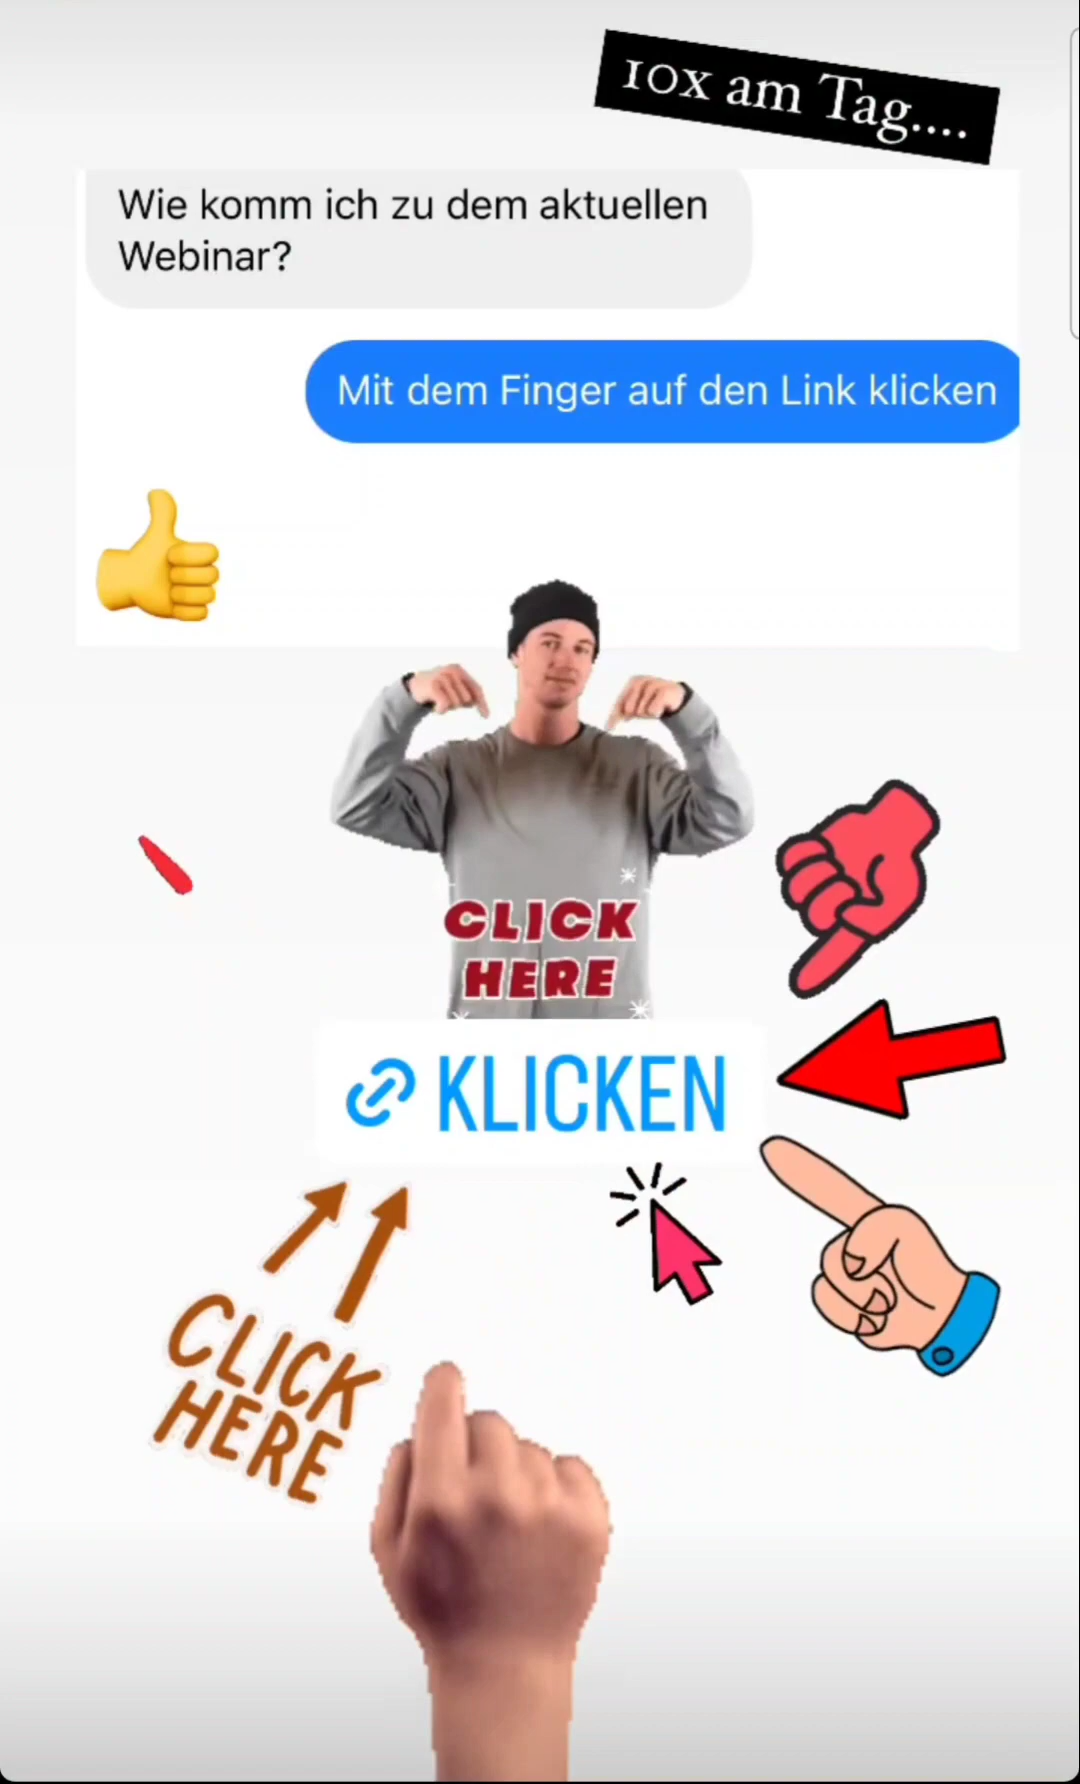 10x am Tag....
Wie komm ich zu dem aktuellen
Webinar?
Mit dem Finger auf den Link klicken
CLICK
HERE
KLICKEN
CLICK
HERE